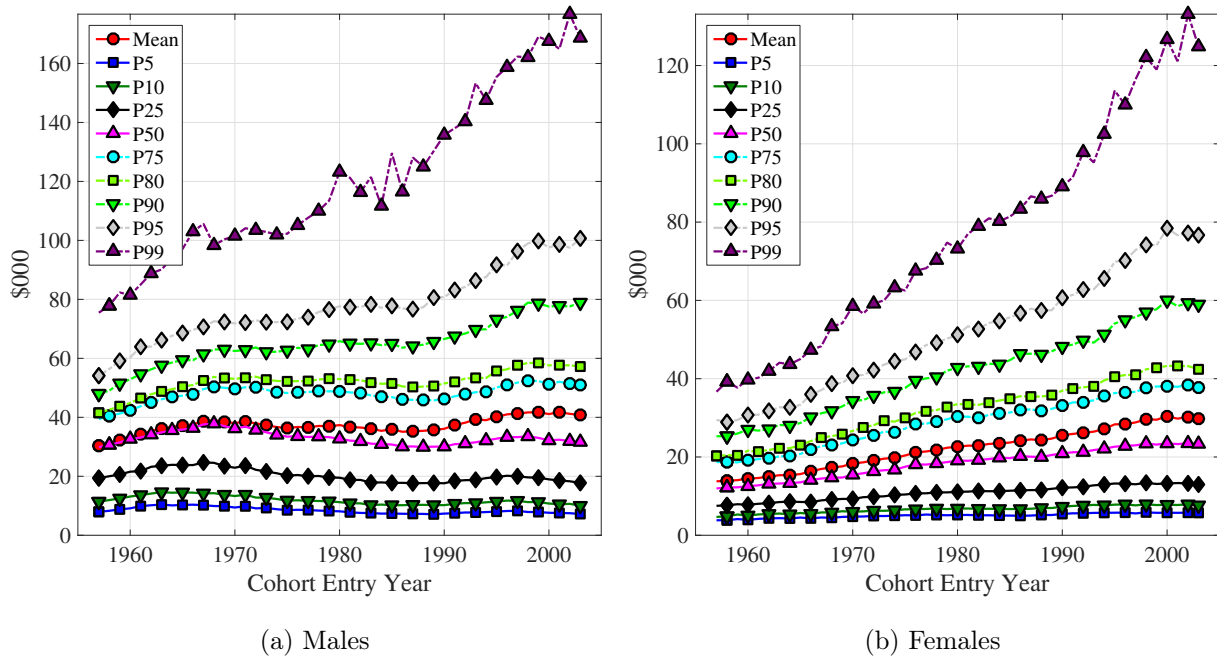 160
140
120
100
80
60
40
20
0
$000
Mean
P5
P10
P25
P50
P75
P80
P90
P95
P99
1960 1970 1980 1990 2000
Cohort Entry Year
(a) Males
120
100
80
60
40
20
0
$000
Mean
P5
P10
P25
P50
P75
P80
P90
P95
P99
1960 1970 1980 1990 2000
Cohort Entry Year
(b) Females